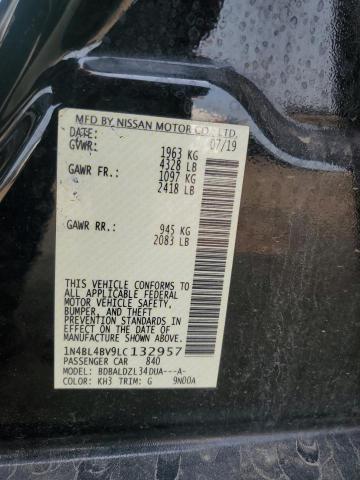 MFD BY NISSAN MOTOR CO., LTD.
DATE: 07/19
GVWR: 1963 KG
4328 LB
GAWR FR.: 1097 KG
2418 LB
GAWR RR.: 945 KG
2083 LB
THIS VEHICLE CONFORMS TO
ALL APPLICABLE FEDERAL
MOTOR VEHICLE SAFETY,
BUMPER, AND THEFT
PREVENTION STANDARDS IN
EFFECT ON THE DATE OF
MANUFACTURE SHOWN ABOVE.
1N4BL4BV9LC132957
PASSENGER CAR 840
MODEL: BDBALDZL34DUA---A-
COLOR: KH3 TRIM: G 9N00A